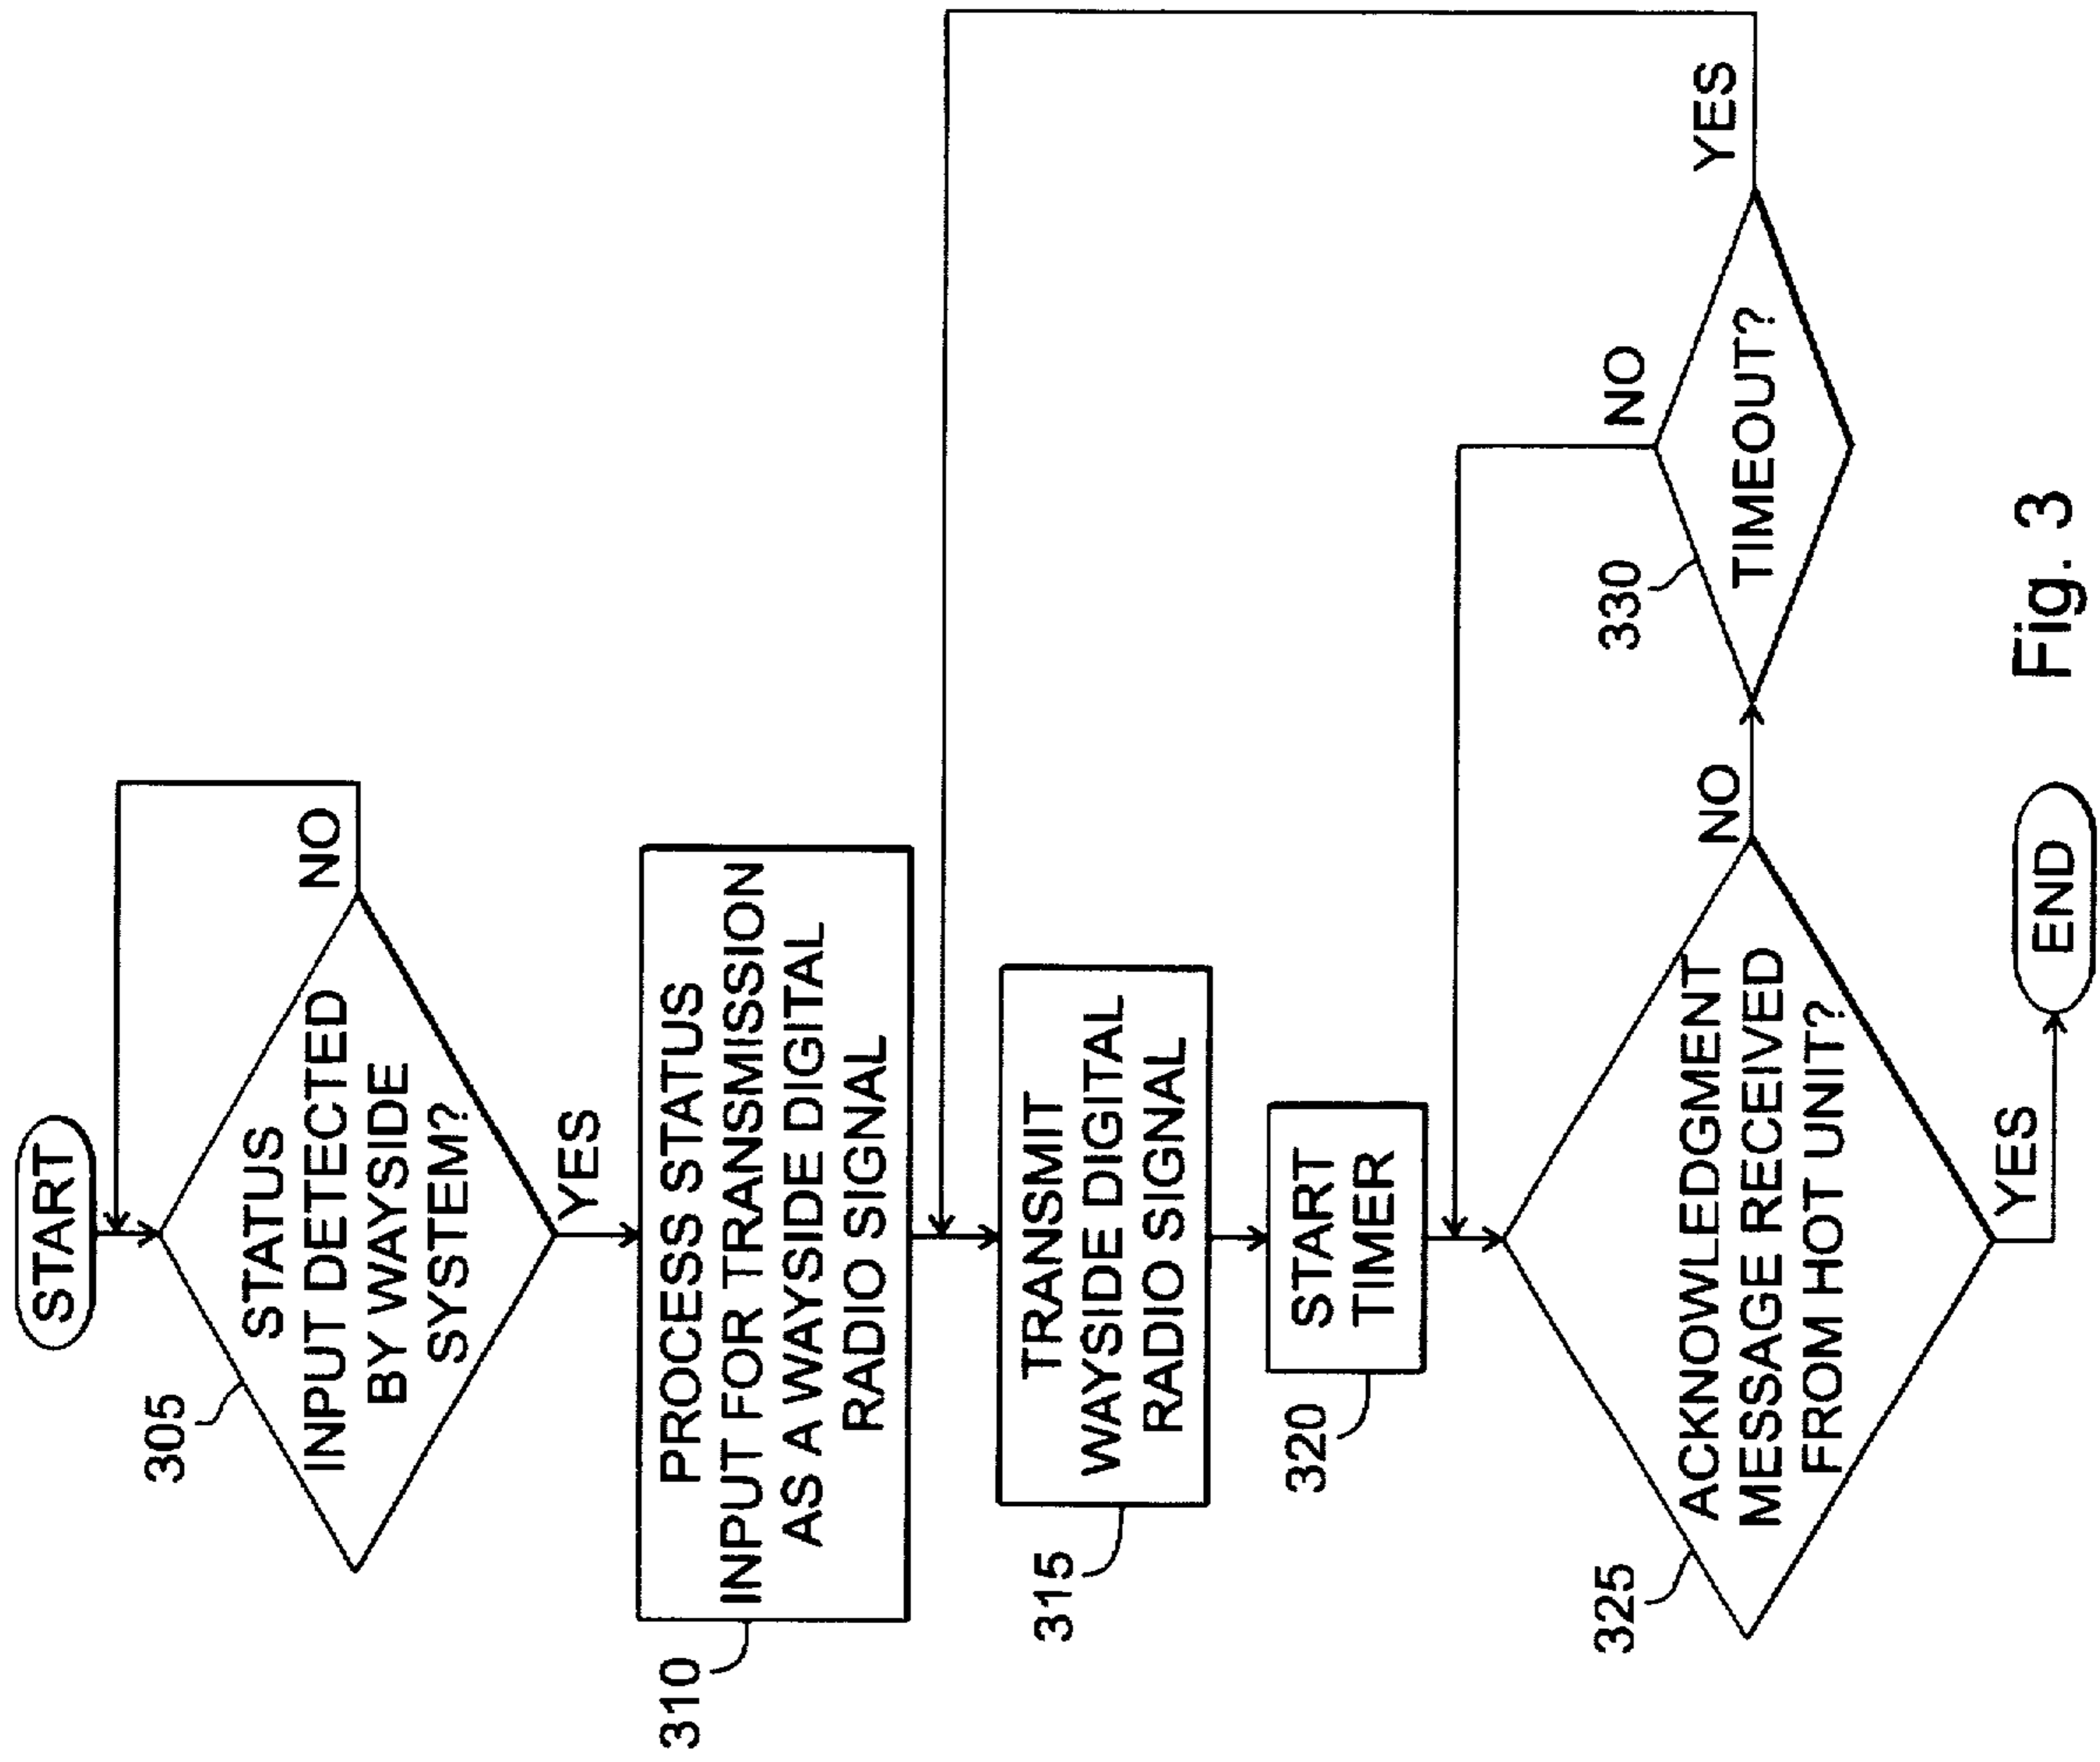 START
305
STATUS
INPUT DETECTED
BY WAYSIDE
SYSTEM?
NO
YES
310
PROCESS STATUS
INPUT FOR TRANSMISSION
AS A WAYSIDE DIGITAL
RADIO SIGNAL
315
TRANSMIT
WAYSIDE DIGITAL
RADIO SIGNAL
320
START
TIMER
325
ACKNOWLEDGMENT
MESSAGE RECEIVED
FROM HOT UNIT?
NO
YES
330
TIMEOUT?
NO
YES
END
Fig. 3